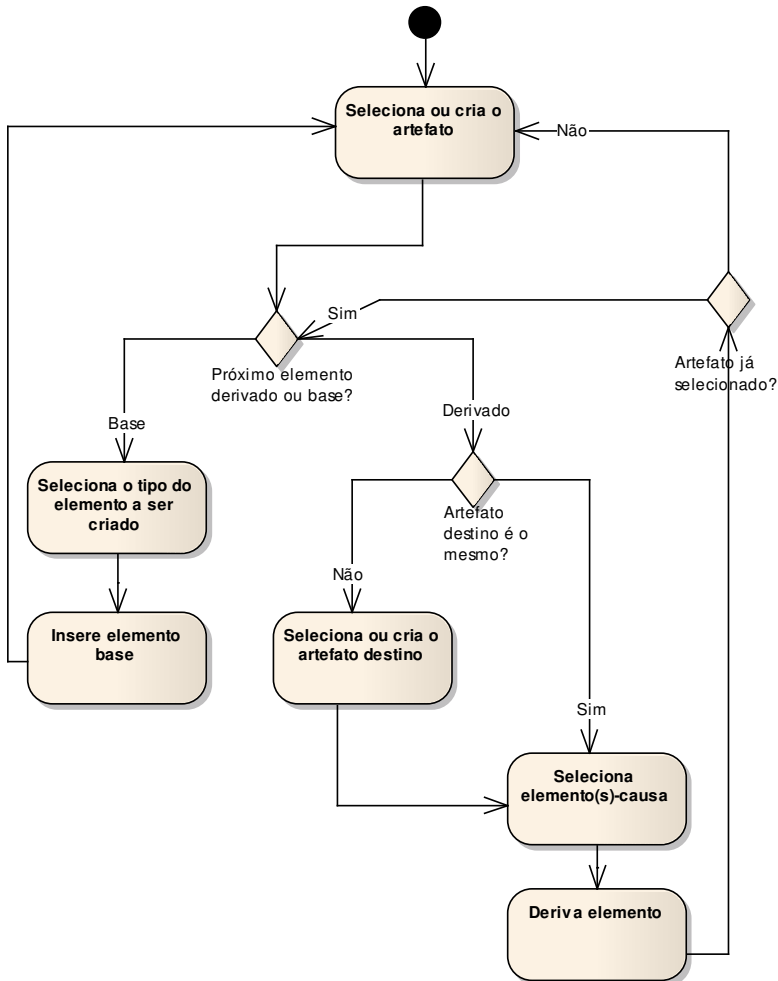 Seleciona ou cria o
artefato
Não
Sim
Próximo elemento
derivado ou base?
Artefato já
selecionado?
Base
Derivado
Seleciona o tipo do
elemento a ser
criado
Artefato
destino é o
mesmo?
Não
Insere elemento
base
Seleciona ou cria o
artefato destino
Sim
Seleciona
elemento(s)-causa
Deriva elemento